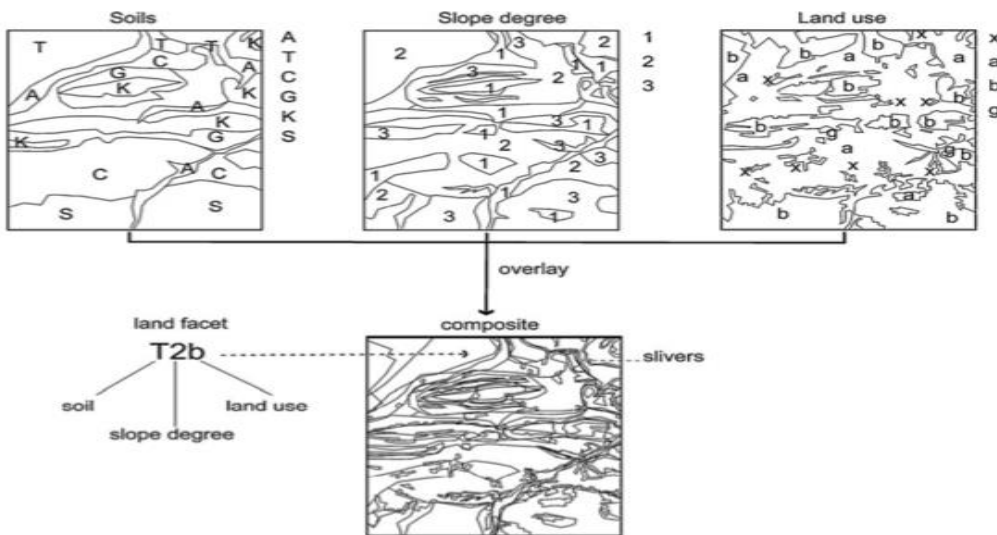 Soils
Slope degree
Land use
T
T
T
K
C
A
G
K
A
K
A
K
K
G
C
A
C
S
S
A
T
C
G
K
S
2
3
2
1
3
1
1
2
1
1
3
3
1
2
3
1
3
1
2
1
3
3
1
1
2
3
b
b
x
b
a
a
x
b
b
a
x
x
b
b
b
g
a
g
b
x
x
x
x
a
b
b
x
a
b
g
overlay
land facet
T2b
soil
land use
slope degree
composite
slivers